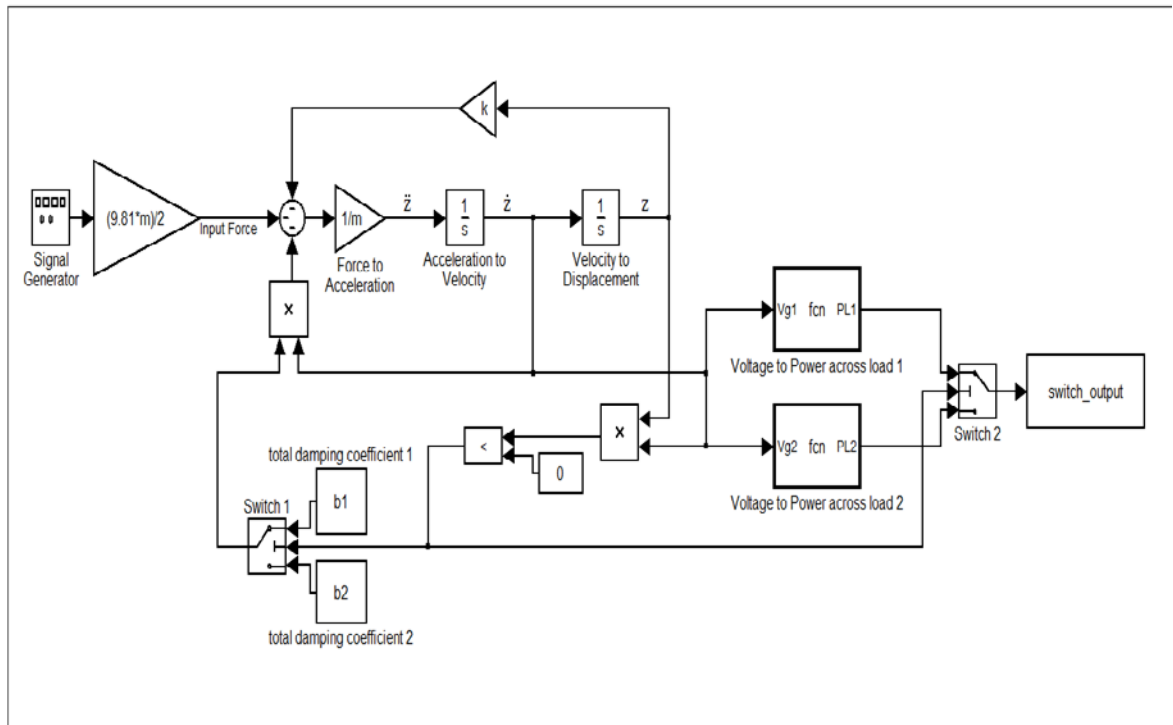 k
(9.81*m)/2
Input Force
-
-
-
1/m
z̈
1
s
ż
1
s
z
Signal
Generator
Force to
Acceleration
Acceleration to
Velocity
Velocity to
Displacement
x
Vg1 fcn PL1
Voltage to Power across load 1
switch_output
Switch 2
x
<
0
Vg2 fcn PL2
Voltage to Power across load 2
total damping coefficient 1
Switch 1
b1
b2
total damping coefficient 2